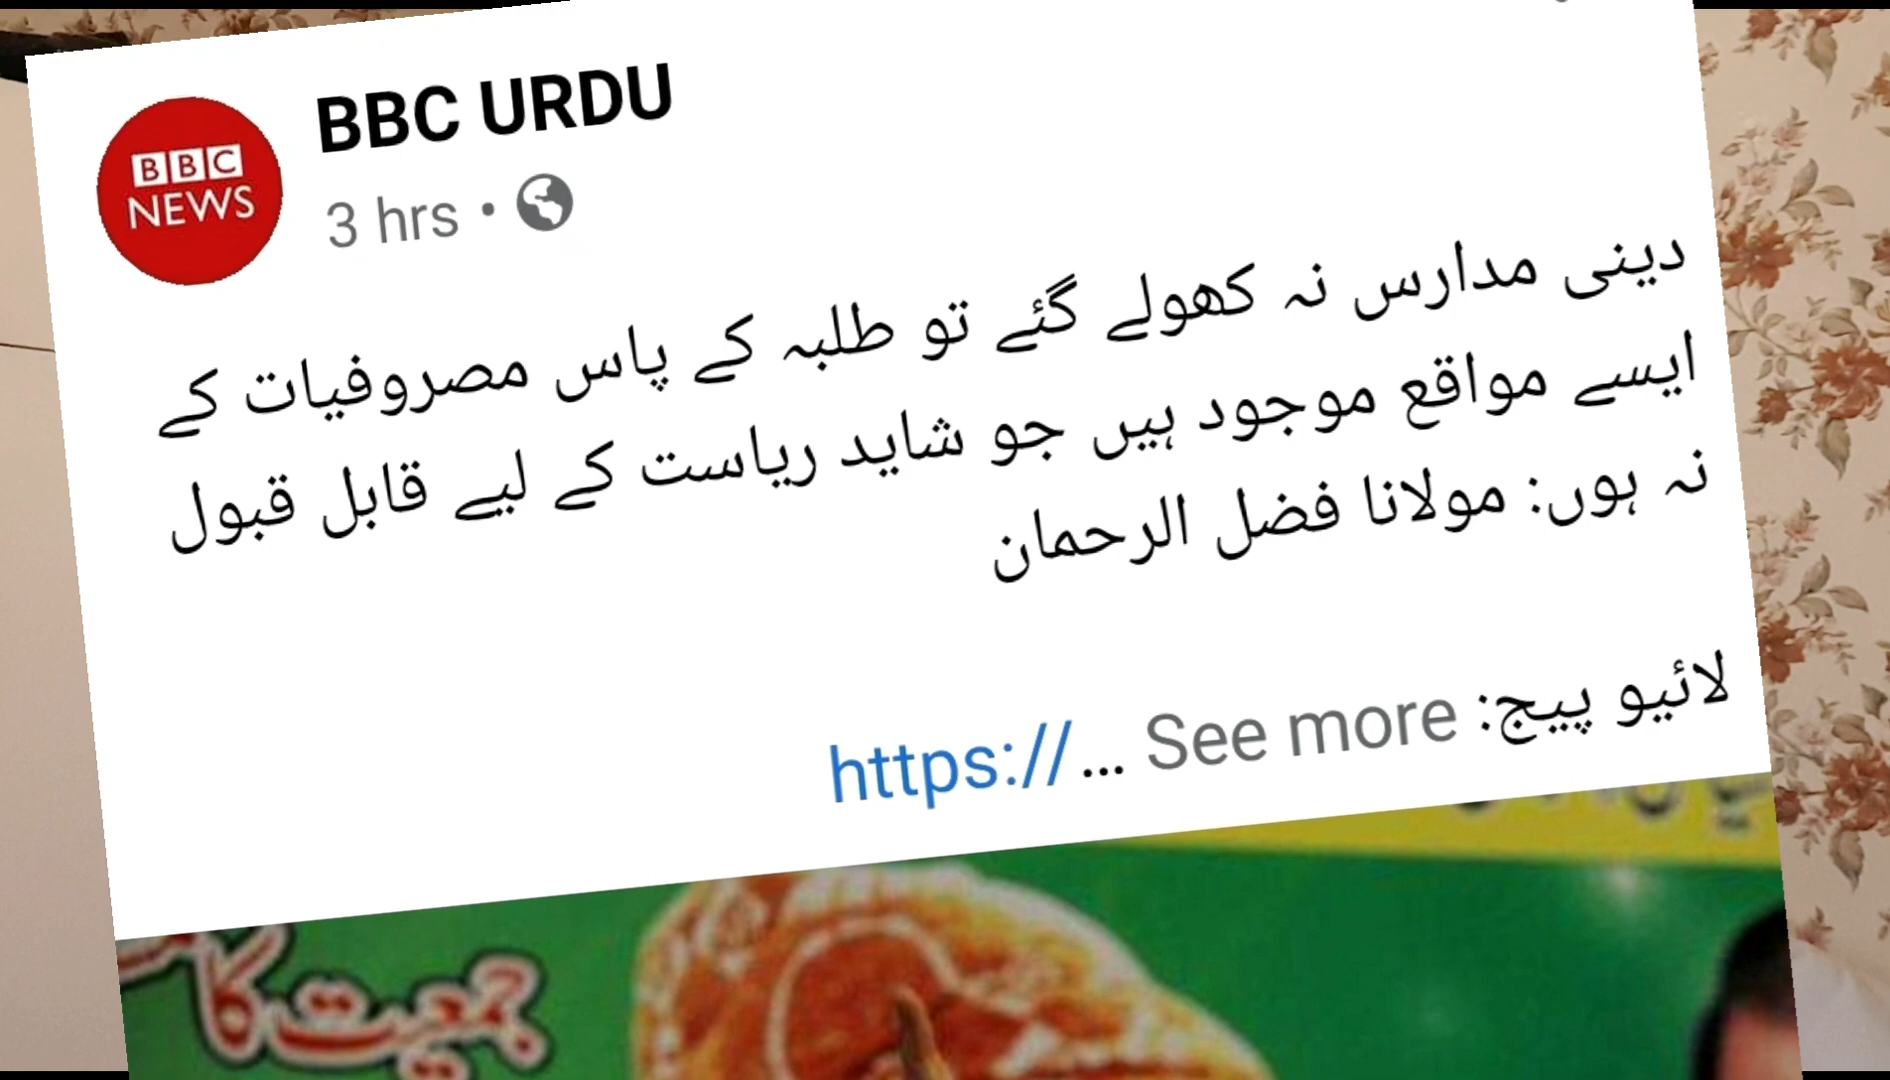 BBC
NEWS
BBC URDU
3 hrs •
دینی مدارس نہ کھولے گئے تو طلبہ کے پاس مصروفیات کے
ایسے مواقع موجود ہیں جو شاید ریاست کے لیے قابل قبول
نہ ہوں: مولانا فضل الرحمان
لائیو پیج: https://... See more
جمعیت کا